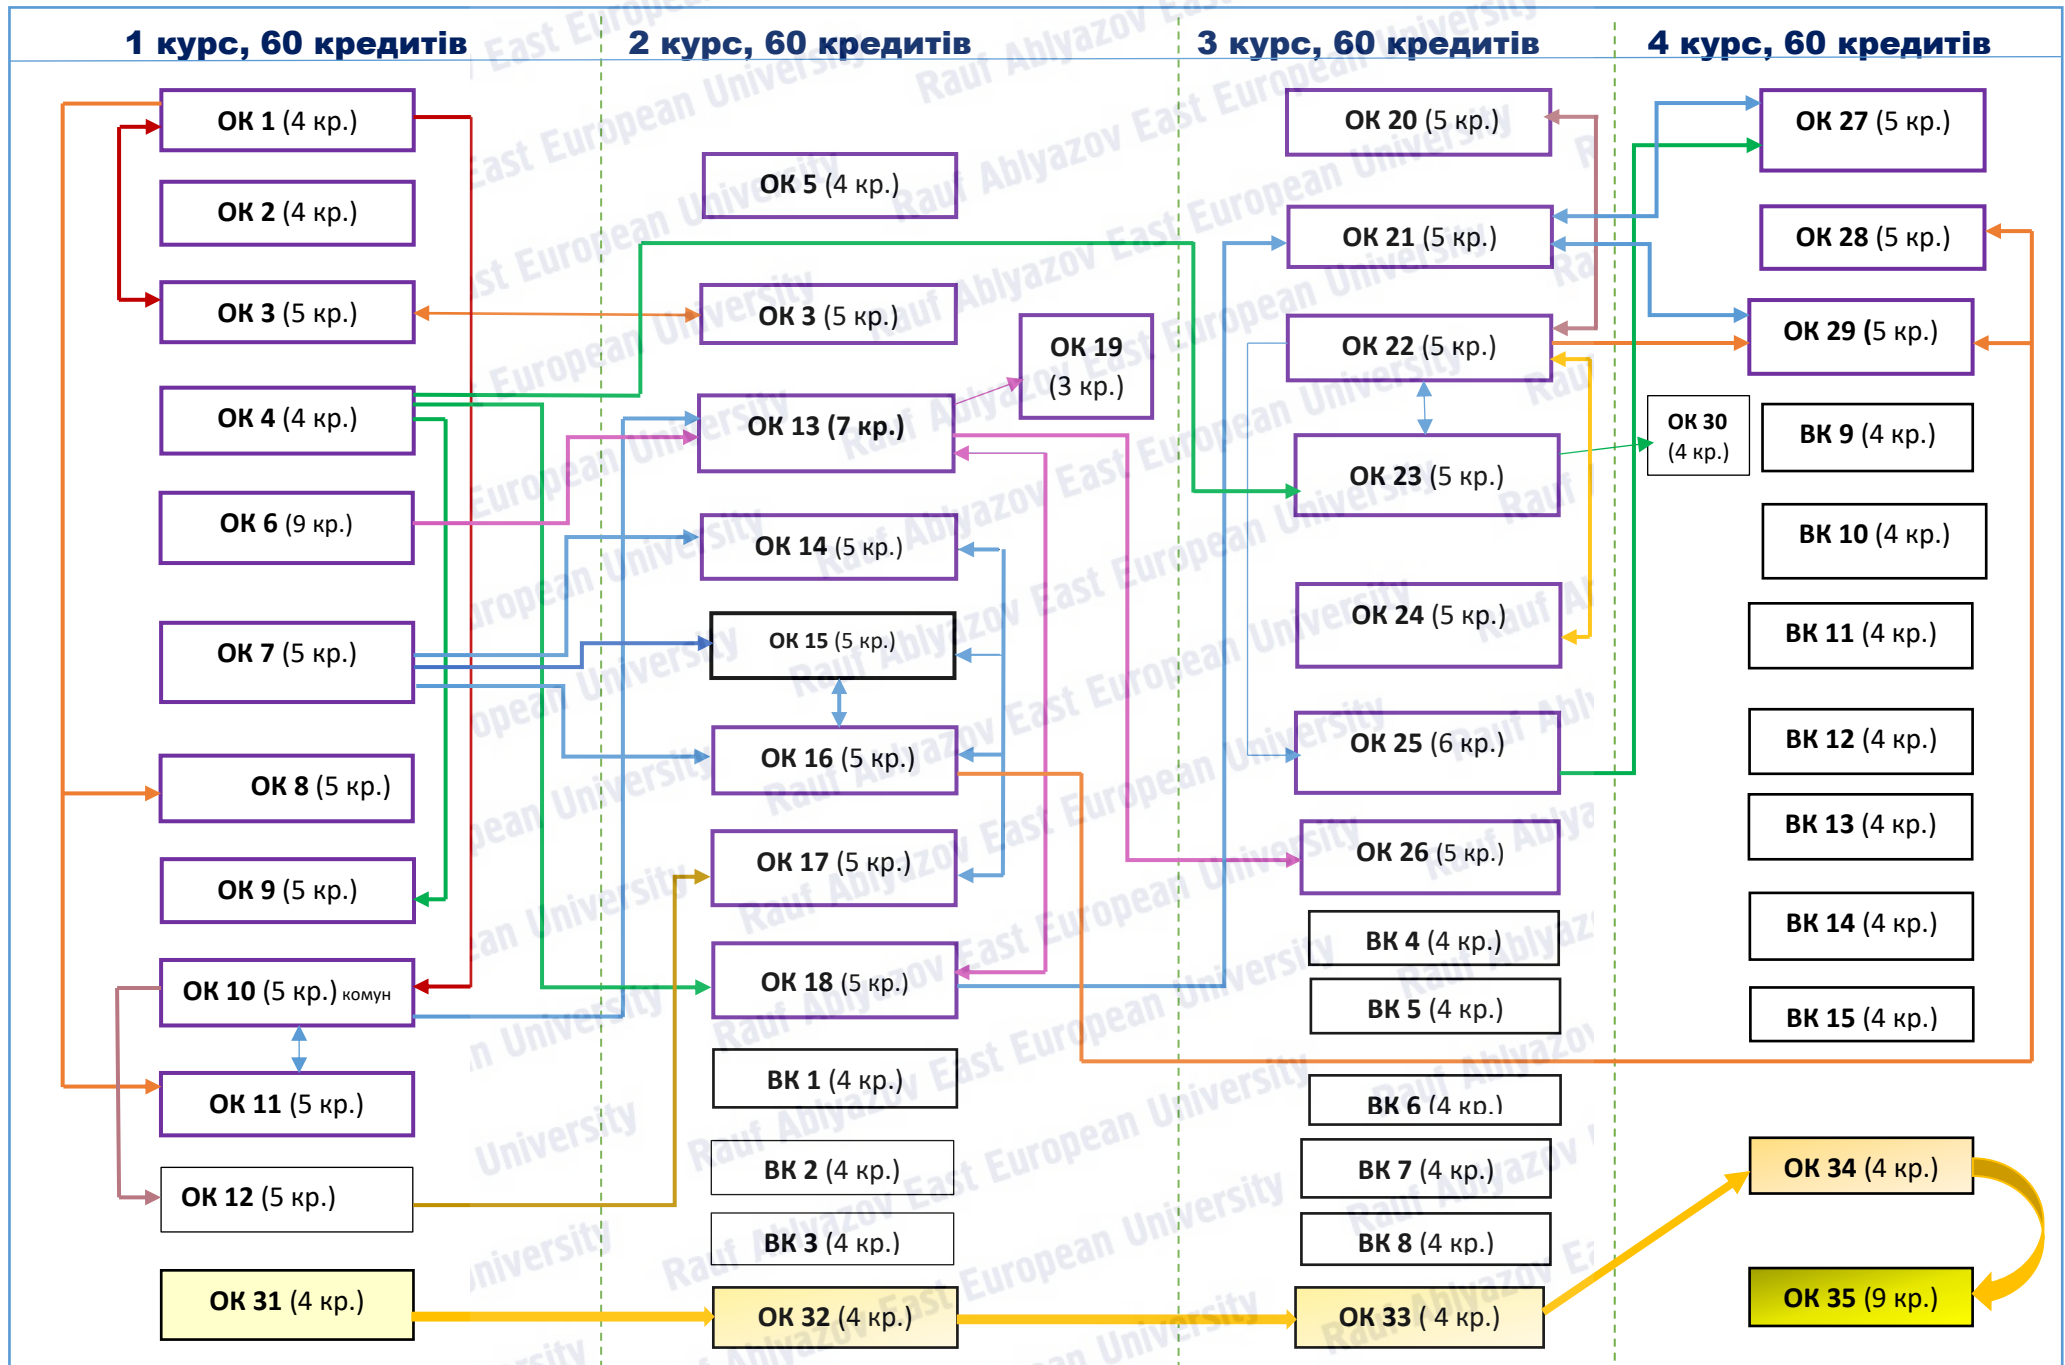 1 курс, 60 кредитів
ОК 1 (4 кр.)
ОК 2 (4 кр.)
ОК 3 (5 кр.)
ОК 4 (4 кр.)
ОК 6 (9 кр.)
ОК 7 (5 кр.)
ОК 8 (5 кр.)
ОК 9 (5 кр.)
ОК 10 (5 кр.) комун
ОК 11 (5 кр.)
ОК 12 (5 кр.)
ОК 31 (4 кр.)
2 курс, 60 кредитів
ОК 5 (4 кр.)
ОК 3 (5 кр.)
ОК 19
(3 кр.)
ОК 13 (7 кр.)
ОК 14 (5 кр.)
ОК 15 (5 кр.)
ОК 16 (5 кр.)
ОК 17 (5 кр.)
ОК 18 (5 кр.)
ВК 1 (4 кр.)
ВК 2 (4 кр.)
ВК 3 (4 кр.)
ОК 32 (4 кр.)
3 курс, 60 кредитів
ОК 20 (5 кр.)
ОК 21 (5 кр.)
ОК 22 (5 кр.)
ОК 23 (5 кр.)
ОК 24 (5 кр.)
ОК 25 (6 кр.)
ОК 26 (5 кр.)
ВК 4 (4 кр.)
ВК 5 (4 кр.)
ВК 6 (4 кр.)
ВК 7 (4 кр.)
ВК 8 (4 кр.)
ОК 33 ( 4 кр.)
4 курс, 60 кредитів
ОК 27 (5 кр.)
ОК 28 (5 кр.)
ОК 29 (5 кр.)
ОК 30
(4 кр.)
ВК 9 (4 кр.)
ВК 10 (4 кр.)
ВК 11 (4 кр.)
ВК 12 (4 кр.)
ВК 13 (4 кр.)
ВК 14 (4 кр.)
ВК 15 (4 кр.)
ОК 34 (4 кр.)
ОК 35 (9 кр.)
Rauf Ablyazov East European University